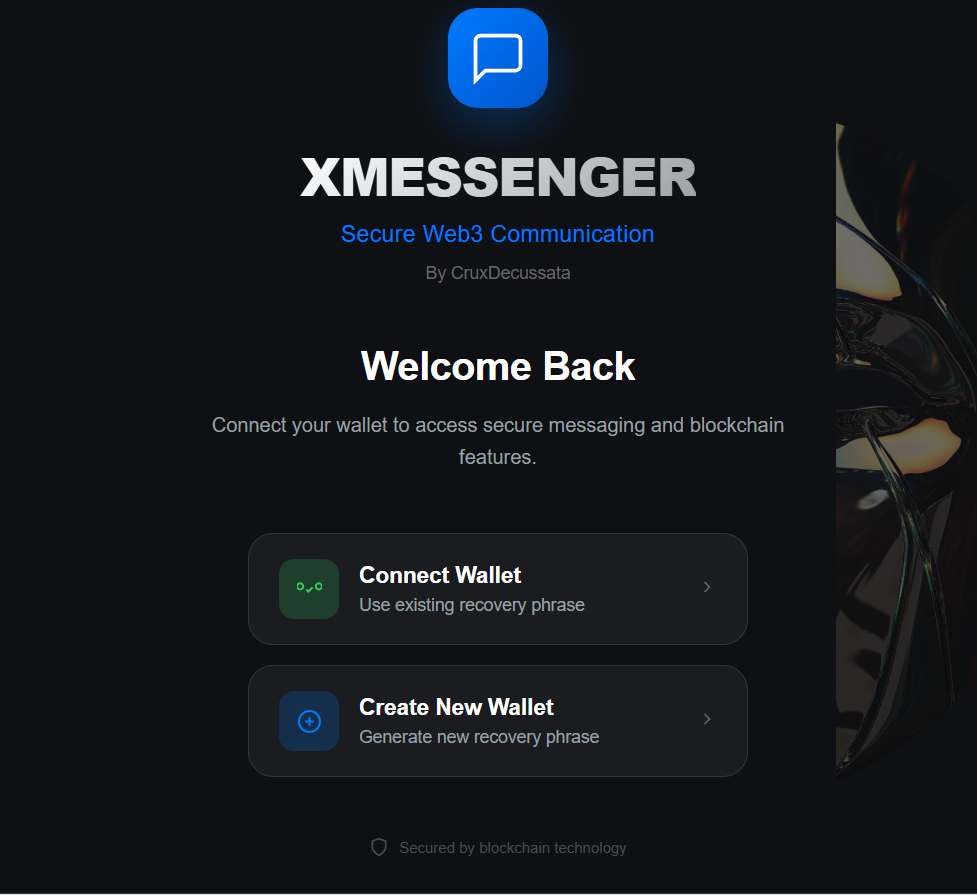 XMESSENGER
Secure Web3 Communication
By CruxDecussata
Welcome Back
Connect your wallet to access secure messaging and blockchain
features.
Connect Wallet
Use existing recovery phrase
Create New Wallet
Generate new recovery phrase
Secured by blockchain technology